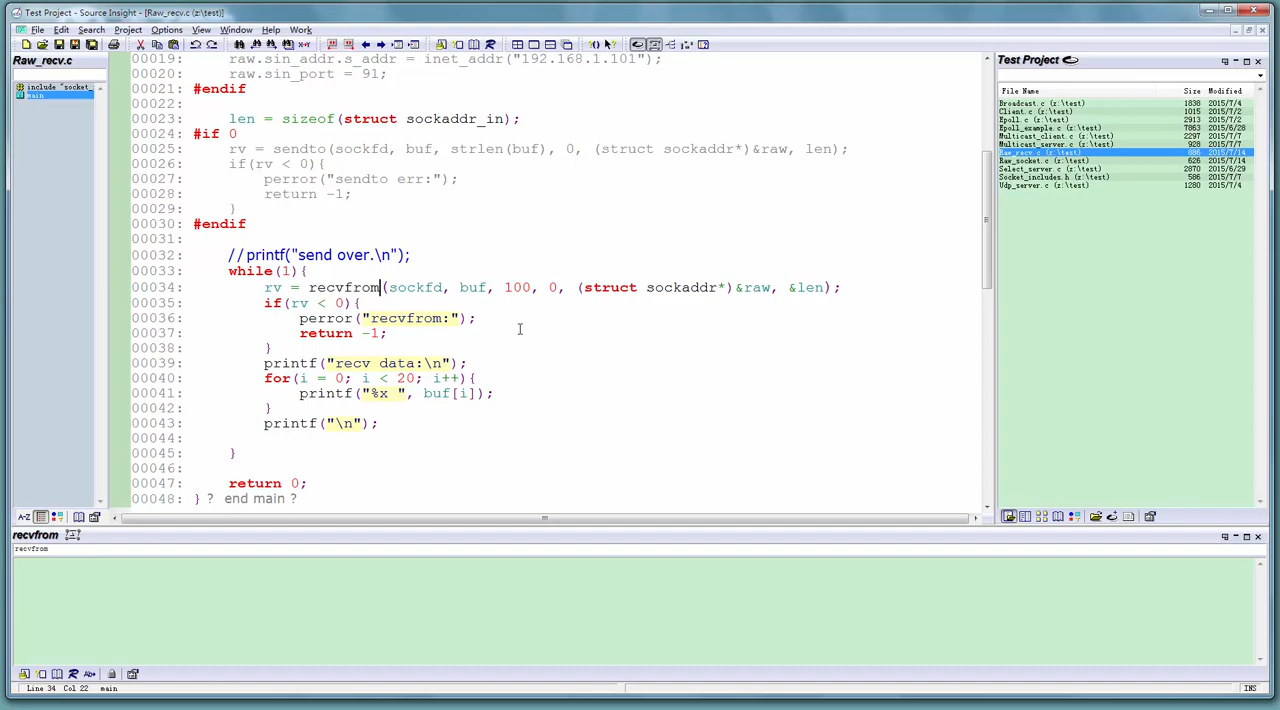 Test Project - Source Insight - [Raw_recv.c (z:\test)]
File Edit Search Project Options View Window Help Work
Raw_recv.c
include "socket_
main
00019: raw.sin_addr.s_addr = inet_addr("192.168.1.101");
00020: raw.sin_port = 91;
00021: #endif
00022:
00023: len = sizeof(struct sockaddr_in);
00024: #if 0
00025: rv = sendto(sockfd, buf, strlen(buf), 0, (struct sockaddr*)&raw, len);
00026: if(rv < 0){
00027: perror("sendto err:");
00028: return -1;
00029: }
00030: #endif
00031:
00032: //printf("send over.\n");
00033: while(1){
00034: rv = recvfrom(sockfd, buf, 100, 0, (struct sockaddr*)&raw, &len);
00035: if(rv < 0){
00036: perror("recvfrom:");
00037: return -1;
00038: }
00039: printf("recv data:\n");
00040: for(i = 0; i < 20; i++){
00041: printf("%x ", buf[i]);
00042: }
00043: printf("\n");
00044:
00045: }
00046:
00047: return 0;
00048: } ? end main ?
Test Project
File Name Size Modified
Broadcast.c (z:\test) 1838 2015/7/4
Client.c (z:\test) 1015 2015/7/2
Epoll.c (z:\test) 2913 2015/7/2
Epoll_example.c (z:\test) 7863 2015/6/28
Multicast_client.c (z:\test) 2297 2015/7/7
Multicast_server.c (z:\test) 928 2015/7/7
Raw_recv.c (z:\test) 886 2015/7/14
Raw_socket.c (z:\test) 626 2015/7/14
Select_server.c (z:\test) 2870 2015/6/29
Socket_includes.h (z:\test) 586 2015/7/7
Udp_server.c (z:\test) 1280 2015/7/4
A-Z
recvfrom
recvfrom
Line 34 Col 22 main
INS